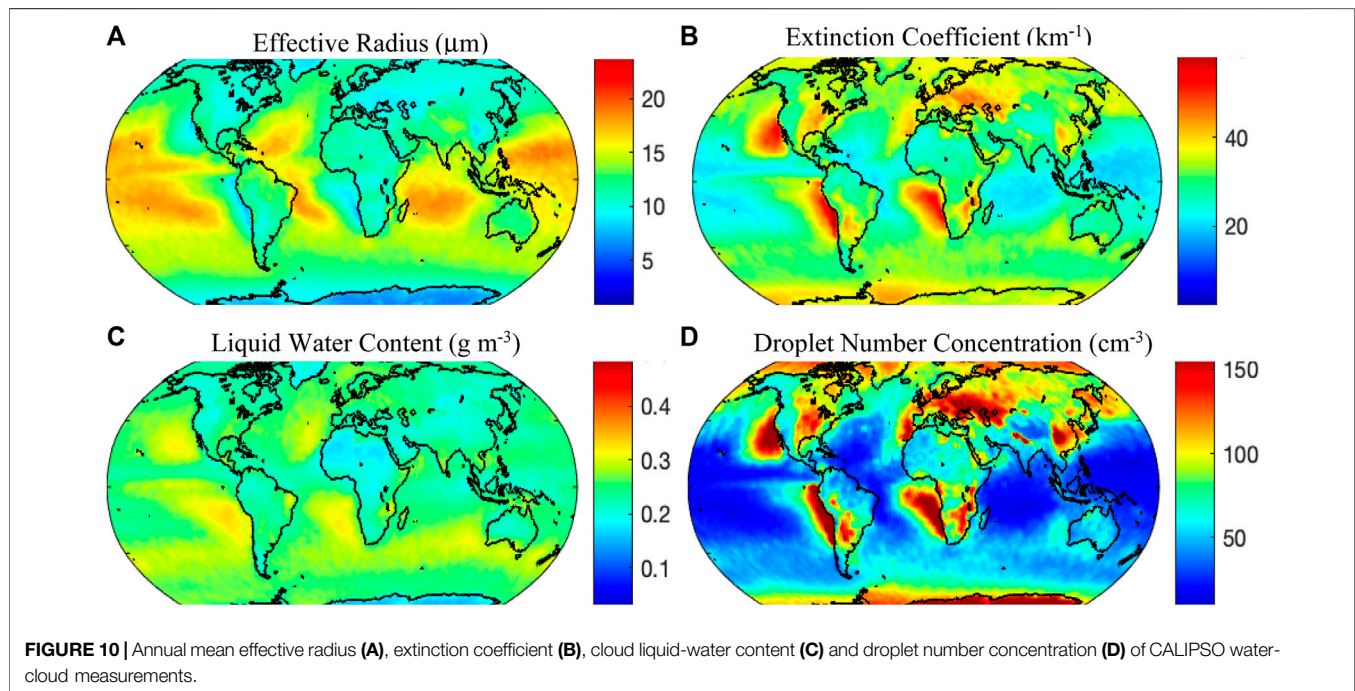 A
Effective Radius (μm)
20
15
10
5
B
Extinction Coefficient (km-1)
40
20
C
Liquid Water Content (g m-3)
0.4
0.3
0.2
0.1
D
Droplet Number Concentration (cm-3)
150
100
50
FIGURE 10 | Annual mean effective radius (A), extinction coefficient (B), cloud liquid-water content (C) and droplet number concentration (D) of CALIPSO water-
cloud measurements.